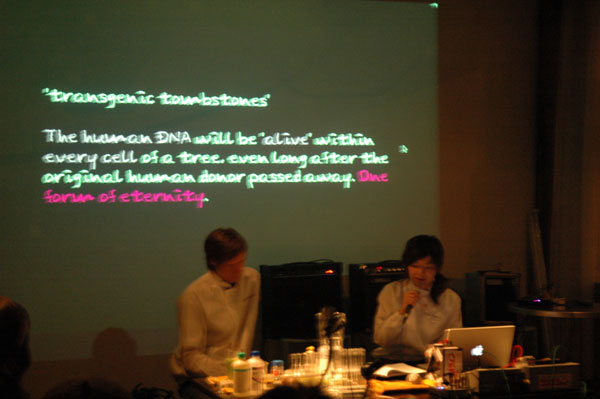 "transgenic tombstones"
The human DNA will be "alive" within
every cell of a tree, even long after the
original human donor passed away. One
form of eternity.